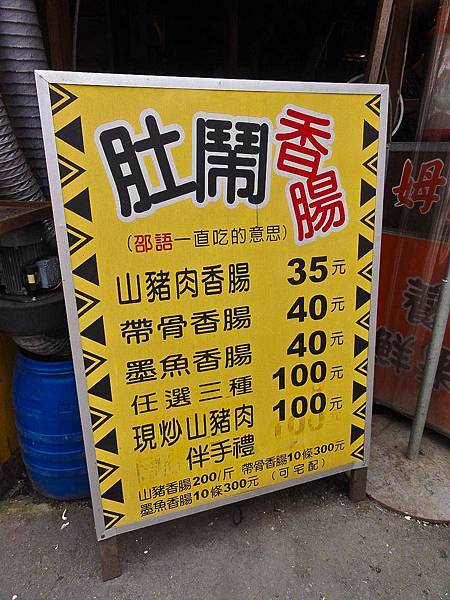 肚鬧香腸
（邵語一直吃的意思）
山豬肉香腸 35元
帶骨香腸 40元
墨魚香腸 40元
任選三種 100元
現炒山豬肉 100元
伴手禮
山豬香腸200/斤 帶骨香腸10條300元
墨魚香腸10條300元（可宅配）
姆